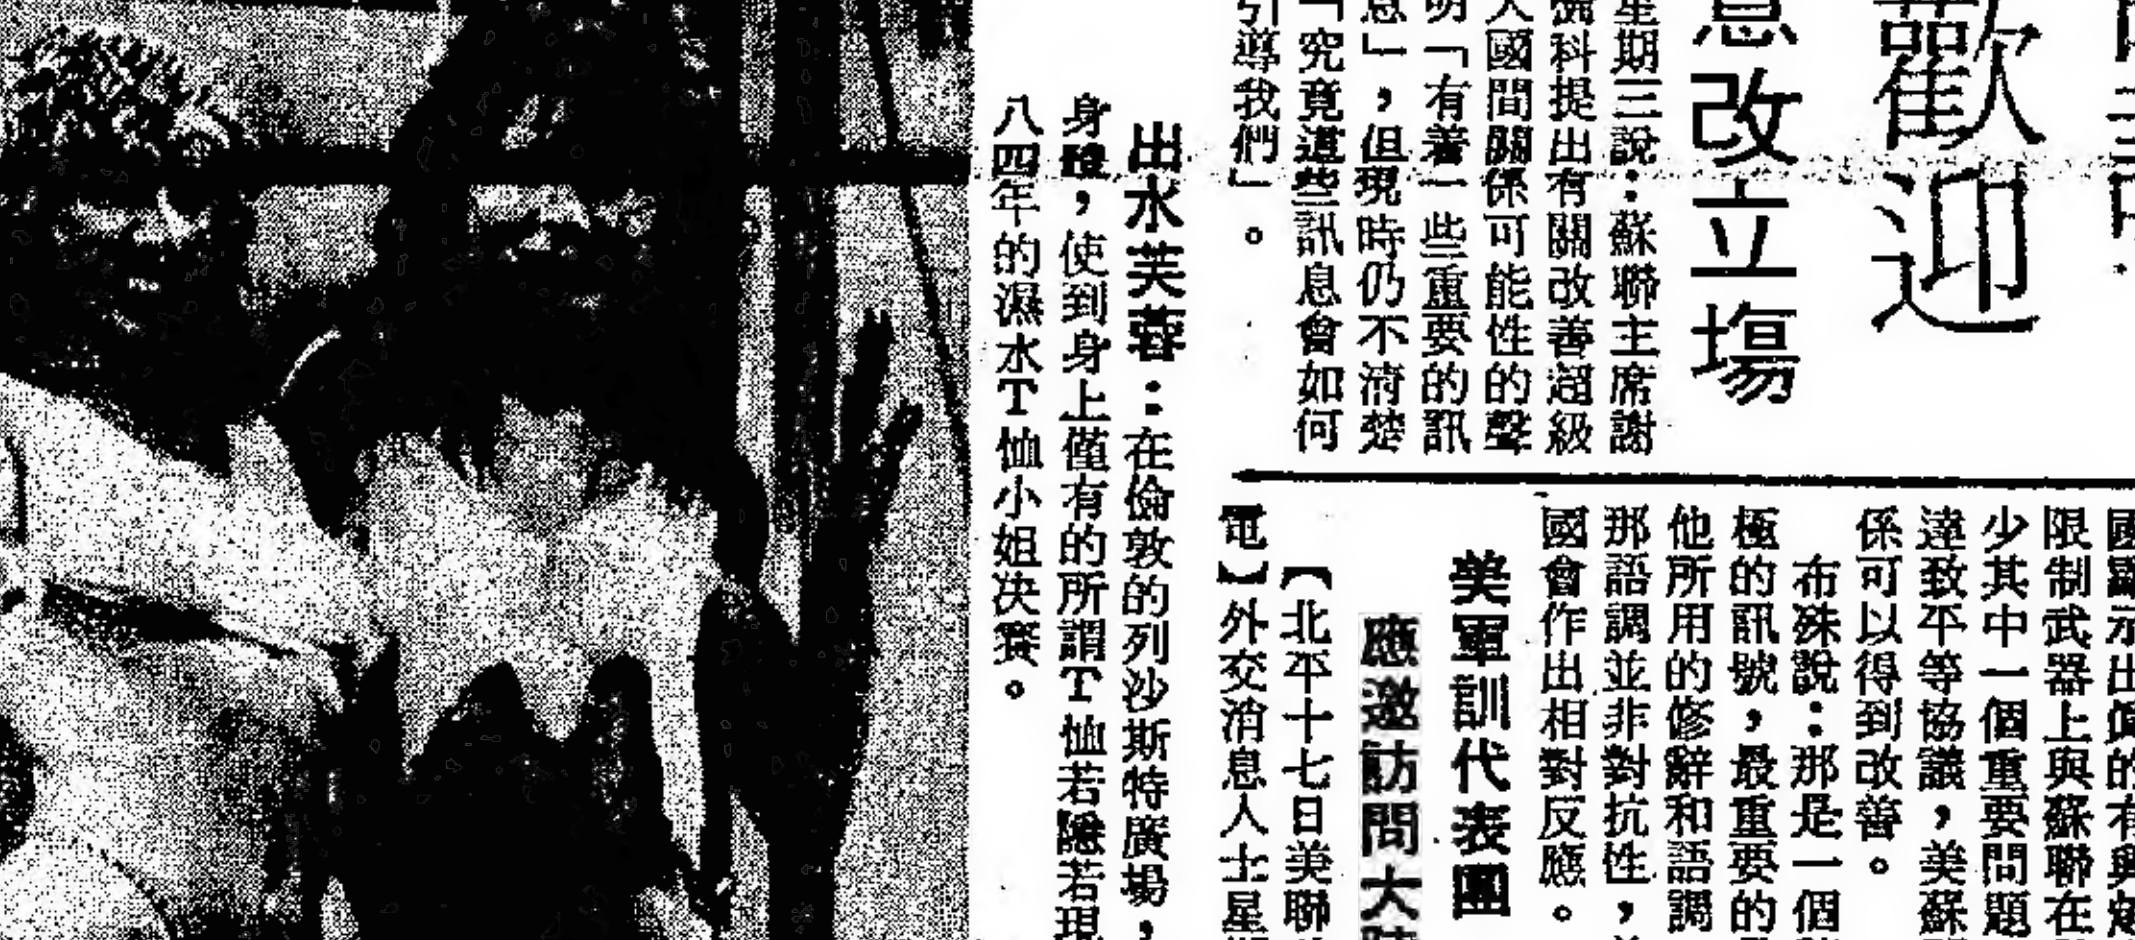 歡迎
改立場
星期三說：蘇聯主席謝
科提出有關改善超級
大國間關係可能性的聲
明「有着一些重要的訊
息」，但現時仍不清楚
「究竟這些訊息會如何
引導我們」。
限制武器上與蘇聯在
少其中一個重要問題
達致平等協議，美蘇
係可以得到改善。
布殊說：那是一個
極的訊號，最重要的
他所用的修辭和語調
那語調並非對抗性，
國會作出相對反應。
美軍訓代表團
應邀訪問大
【北平十七日美聯
電】外交消息人士星
出水芙蓉：在倫敦的列沙斯特廣場，
身體，使到身上僅有的所謂T恤若隱若現
八四年的濕水T恤小姐决賽。